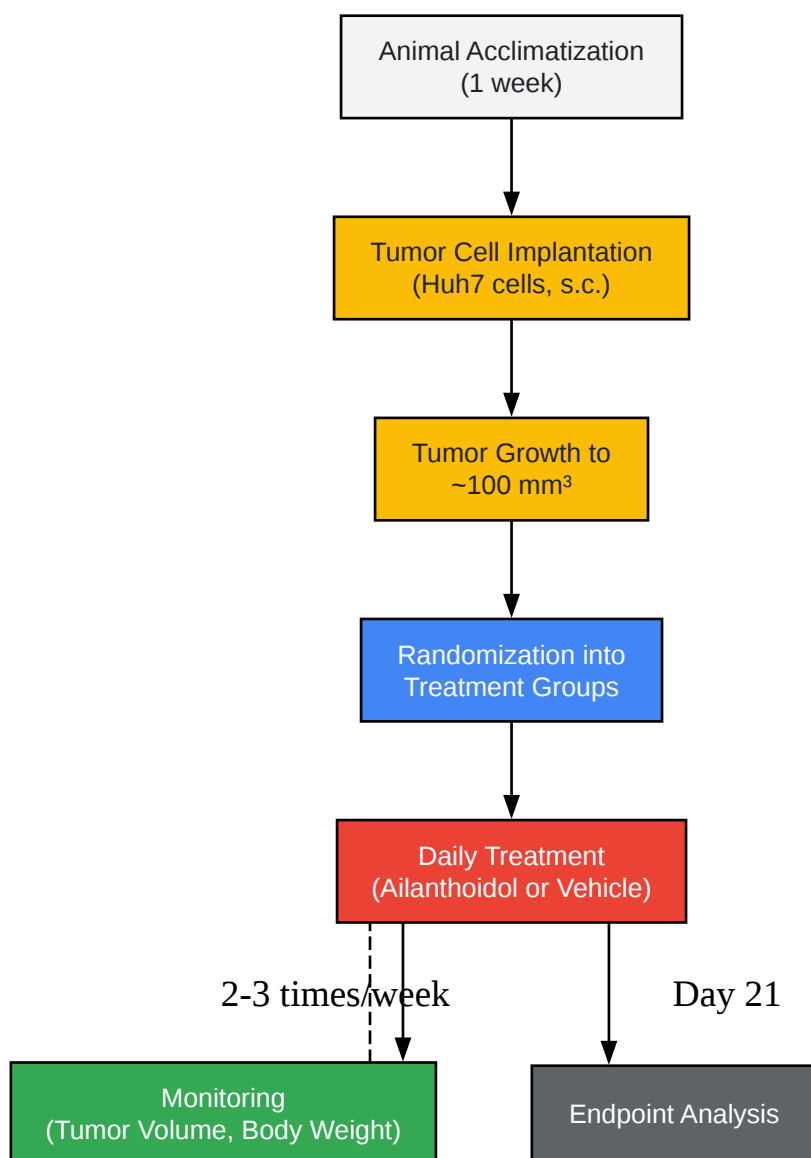 Animal Acclimatization
(1 week)
Tumor Cell Implantation
(Huh7 cells, s.c.)
Tumor Growth to
~100 mm³
Randomization into
Treatment Groups
Daily Treatment
(Ailanthoidol or Vehicle)
2-3 times/week
Day 21
Monitoring
(Tumor Volume, Body Weight)
Endpoint Analysis